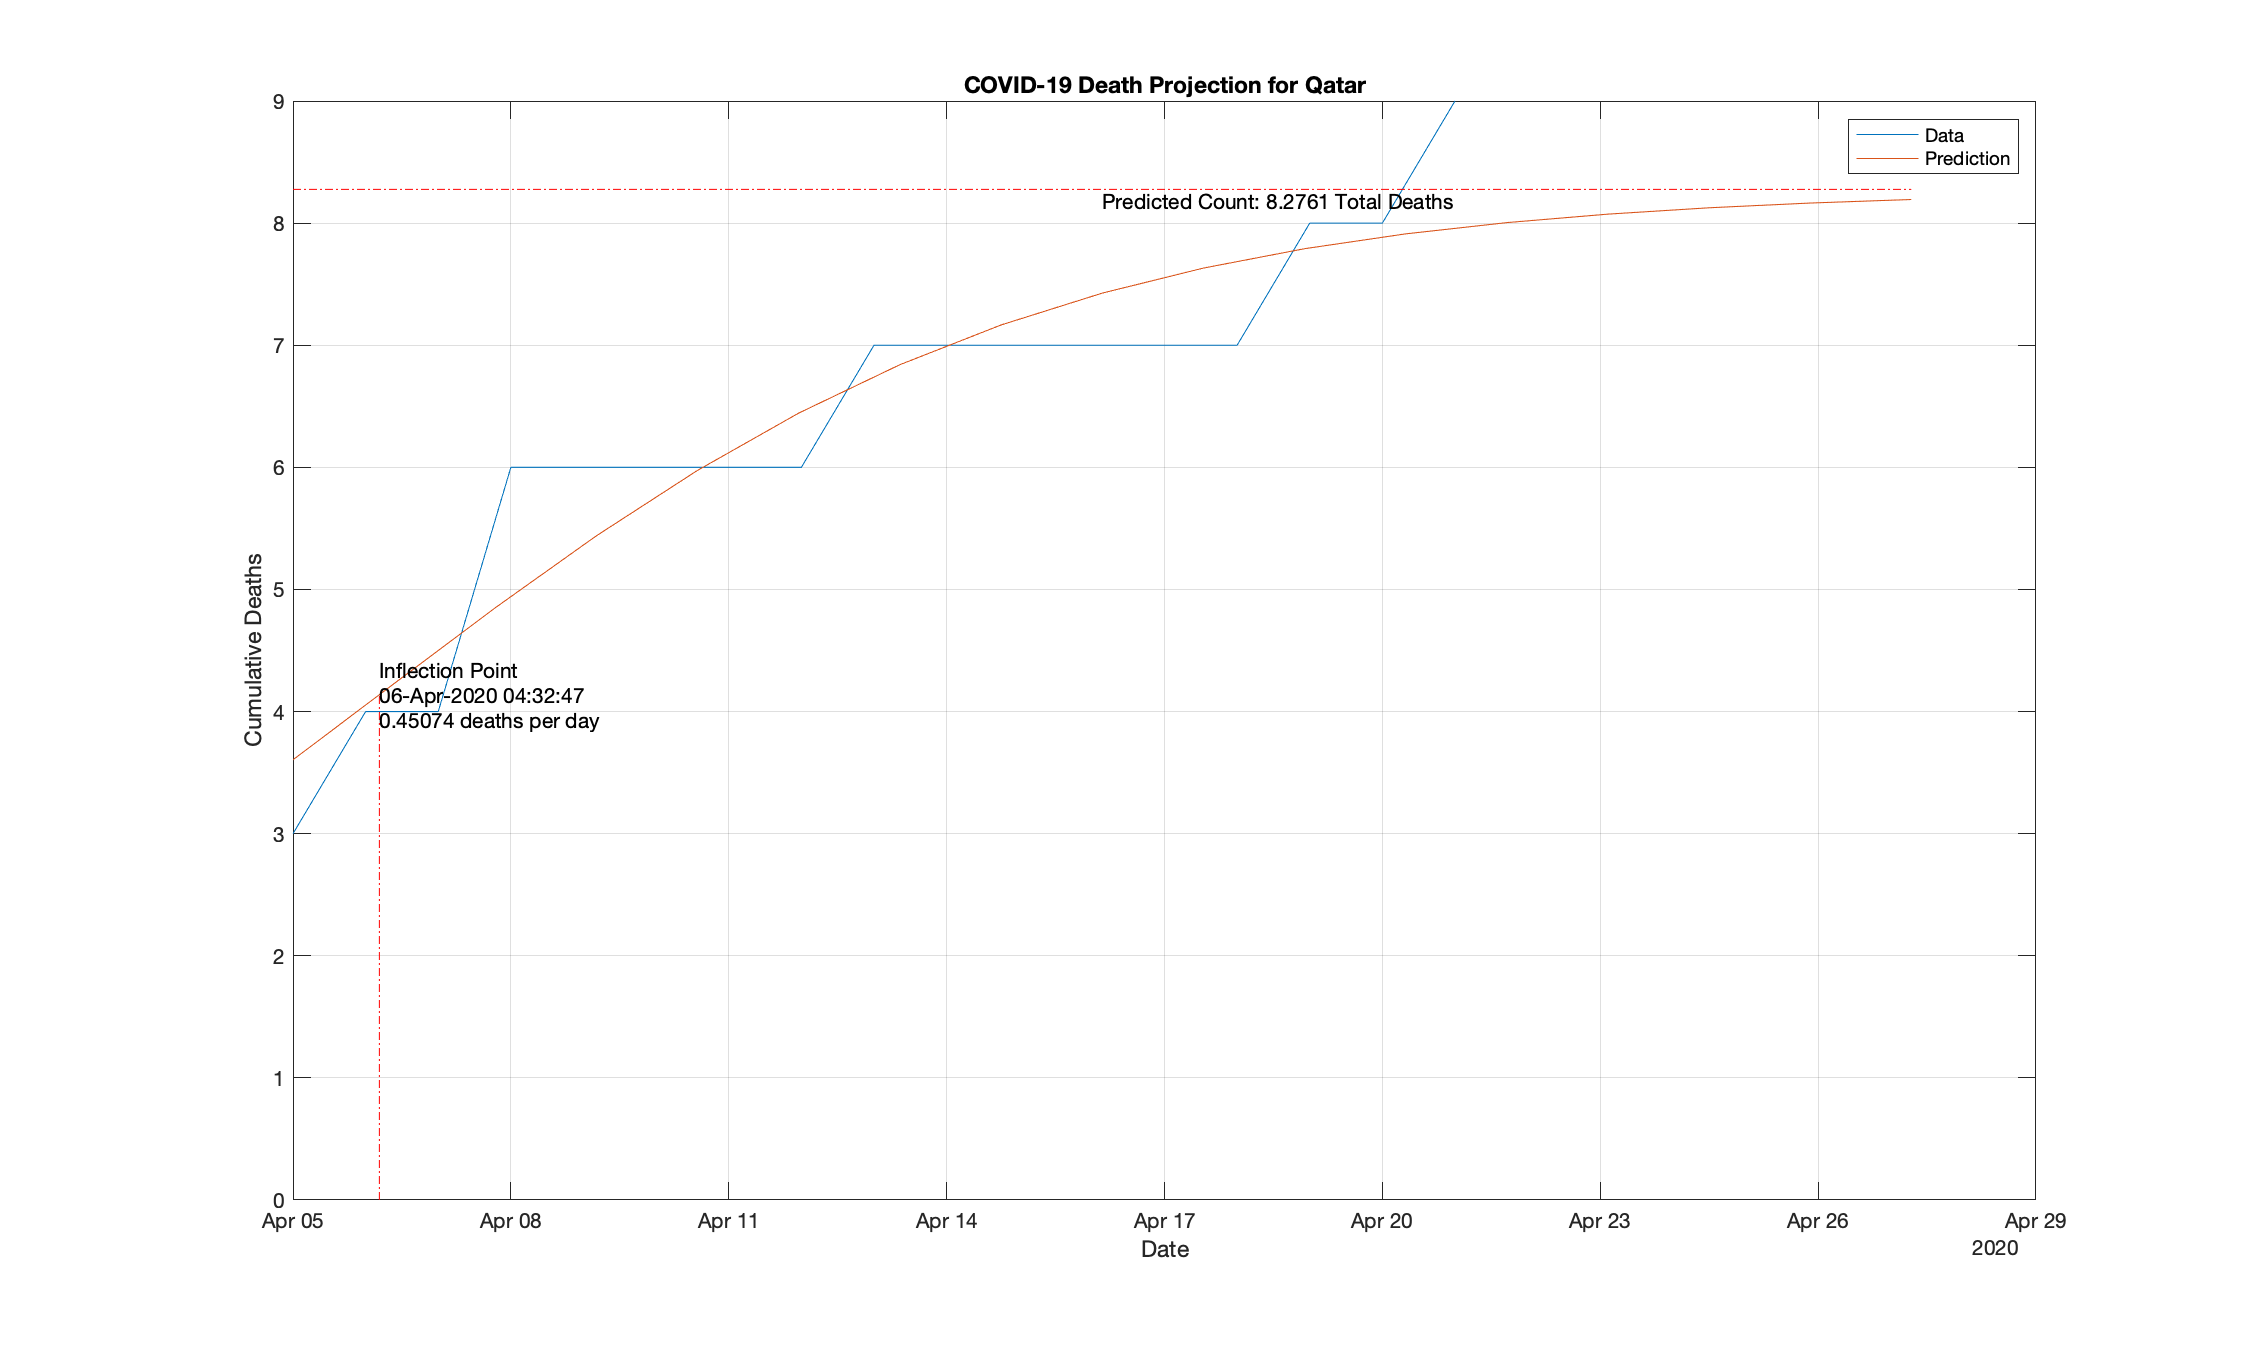 COVID-19 Death Projection for Qatar
9
8
7
6
5
4
3
2
1
0
Cumulative Deaths
Data
Prediction
Predicted Count: 8.2761 Total Deaths
Inflection Point
06-Apr-2020 04:32:47
0.45074 deaths per day
Apr 05
Apr 08
Apr 11
Apr 14
Apr 17
Apr 20
Apr 23
Apr 26
Apr 29
Date
2020